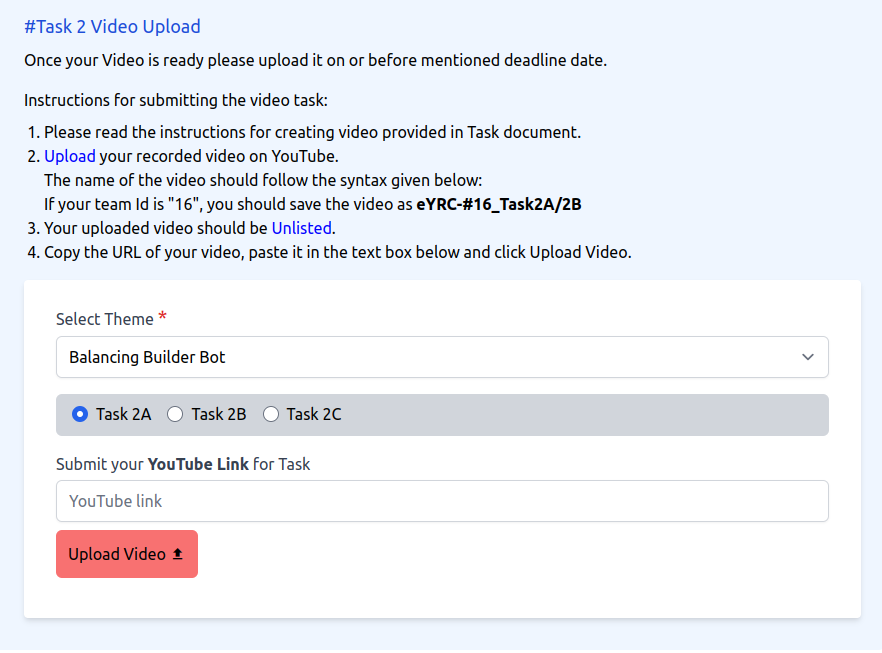 #Task 2 Video Upload
Once your Video is ready please upload it on or before mentioned deadline date.
Instructions for submitting the video task:
1. Please read the instructions for creating video provided in Task document.
2. Upload your recorded video on YouTube.
The name of the video should follow the syntax given below:
If your team Id is "16", you should save the video as eYRC-#16_Task2A/2B
3. Your uploaded video should be Unlisted.
4. Copy the URL of your video, paste it in the text box below and click Upload Video.
Select Theme *
Balancing Builder Bot
Task 2A Task 2B Task 2C
Submit your YouTube Link for Task
YouTube link
Upload Video